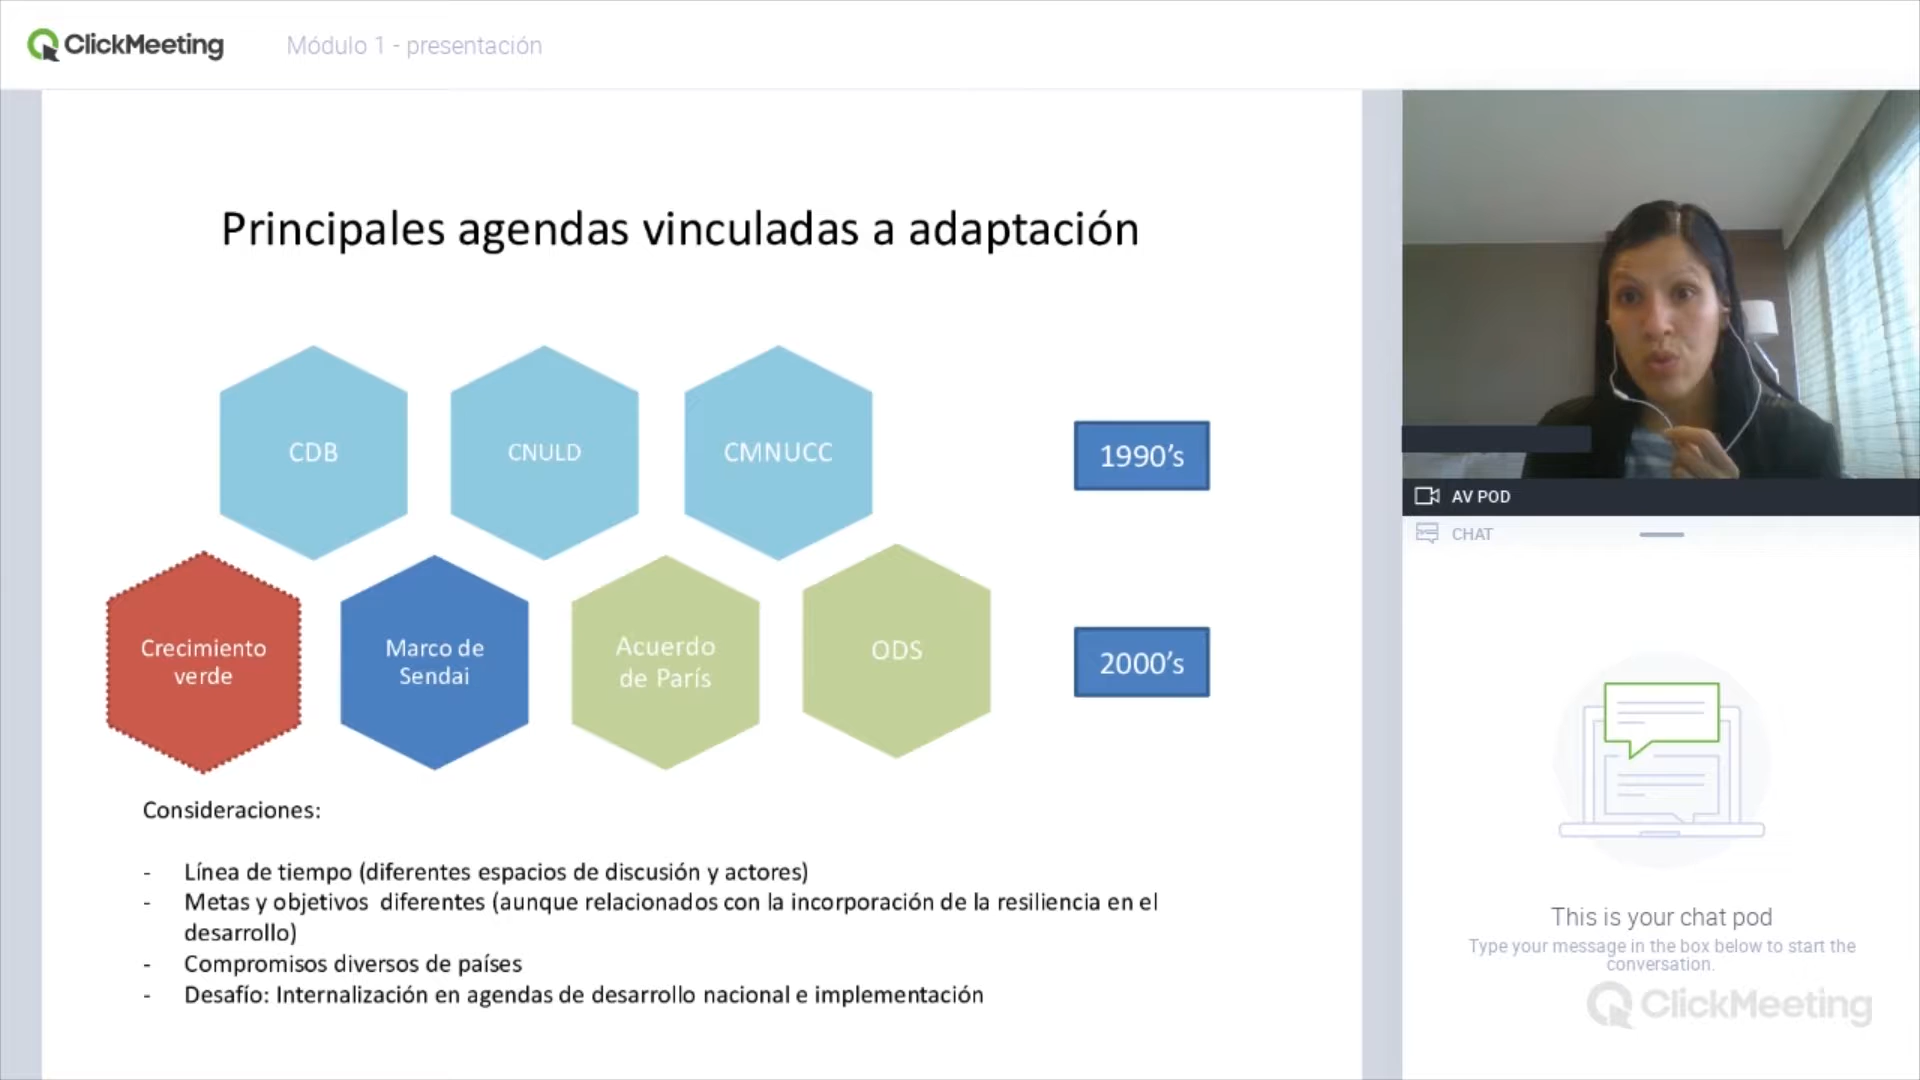 ClickMeeting
Módulo 1 - presentación
Principales agendas vinculadas a adaptación
CDB
CNULD
CMNUCC
1990’s
Crecimiento
verde
Marco de
Sendai
Acuerdo
de París
ODS
2000’s
Consideraciones:
- Línea de tiempo (diferentes espacios de discusión y actores)
- Metas y objetivos diferentes (aunque relacionados con la incorporación de la resiliencia en el
desarrollo)
- Compromisos diversos de países
- Desafío: Internalización en agendas de desarrollo nacional e implementación
AV POD
CHAT
This is your chat pod
Type your message in the box below to start the
conversation.
ClickMeeting